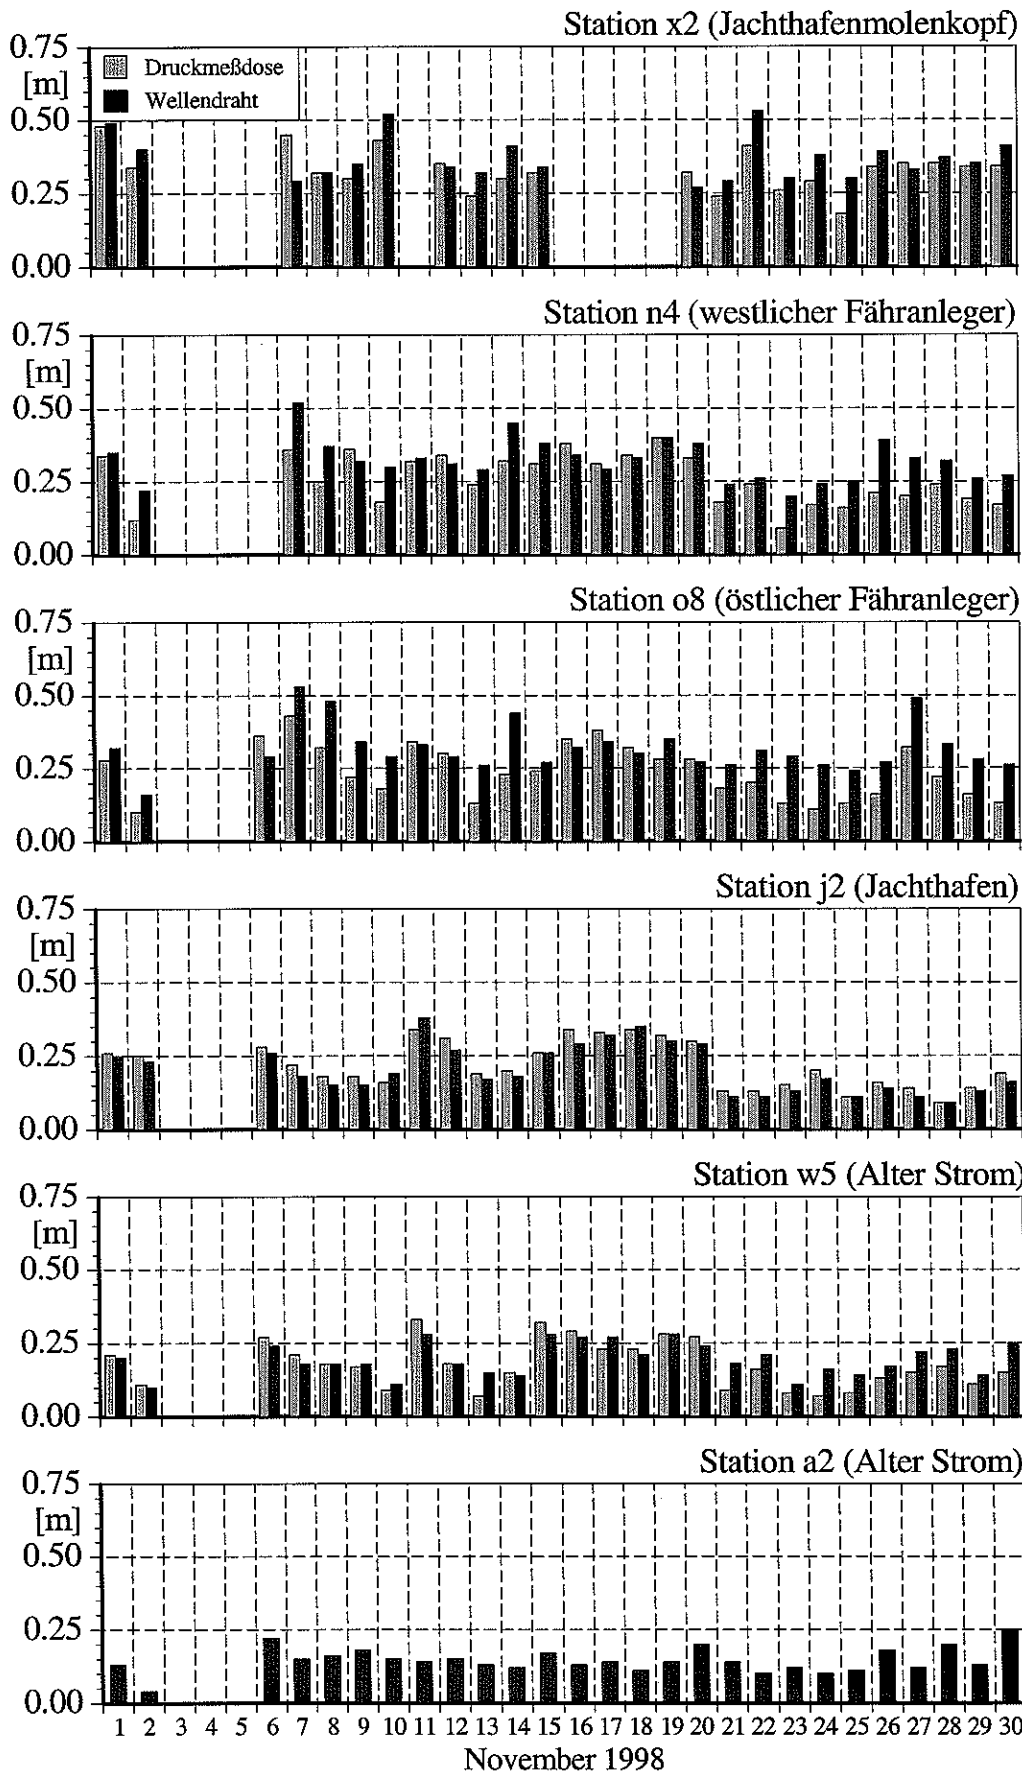 Station x2 (Jachthafenmolenkopf)
0.75
[m]
0.50
0.25
0.00
Druckmeßdose
Wellendraht
Station n4 (westlicher Fähranleger)
0.75
[m]
0.50
0.25
0.00
Station o8 (östlicher Fähranleger)
0.75
[m]
0.50
0.25
0.00
Station j2 (Jachthafen)
0.75
[m]
0.50
0.25
0.00
Station w5 (Alter Strom)
0.75
[m]
0.50
0.25
0.00
Station a2 (Alter Strom)
0.75
[m]
0.50
0.25
0.00
1 2 3 4 5 6 7 8 9 10 11 12 13 14 15 16 17 18 19 20 21 22 23 24 25 26 27 28 29 30
November 1998